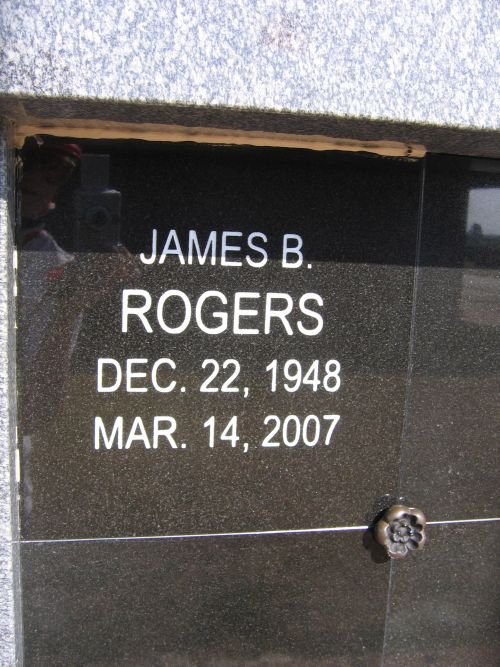 JAMES B.
ROGERS
DEC. 22, 1948
MAR. 14, 2007